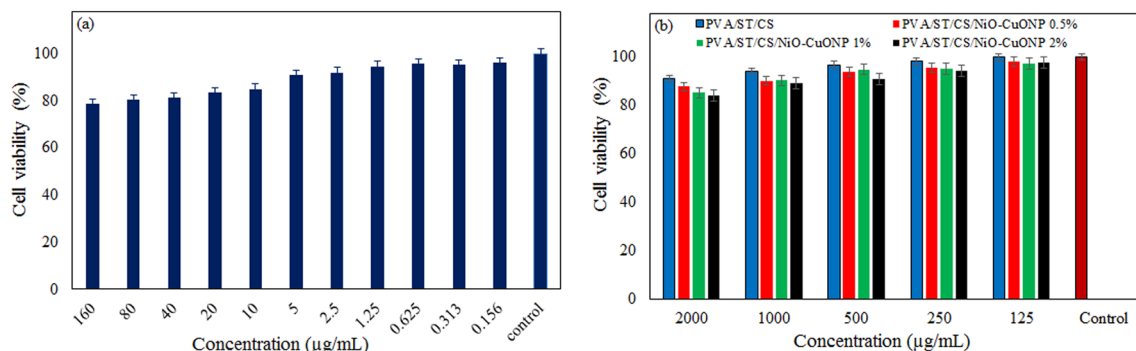 (a)
100
80
60
40
20
0
Cell viability (%)
160 80 40 20 10 5 2.5 1.25 0.625 0.313 0.156 control
Concentration (µg/mL)
(b)
PVA/ST/CS PVA/ST/CS/NiO-CuONP 0.5%
PVA/ST/CS/NiO-CuONP 1% PVA/ST/CS/NiO-CuONP 2%
100
80
60
40
20
0
Cell viability (%)
2000 1000 500 250 125 Control
Concentration (µg/mL)